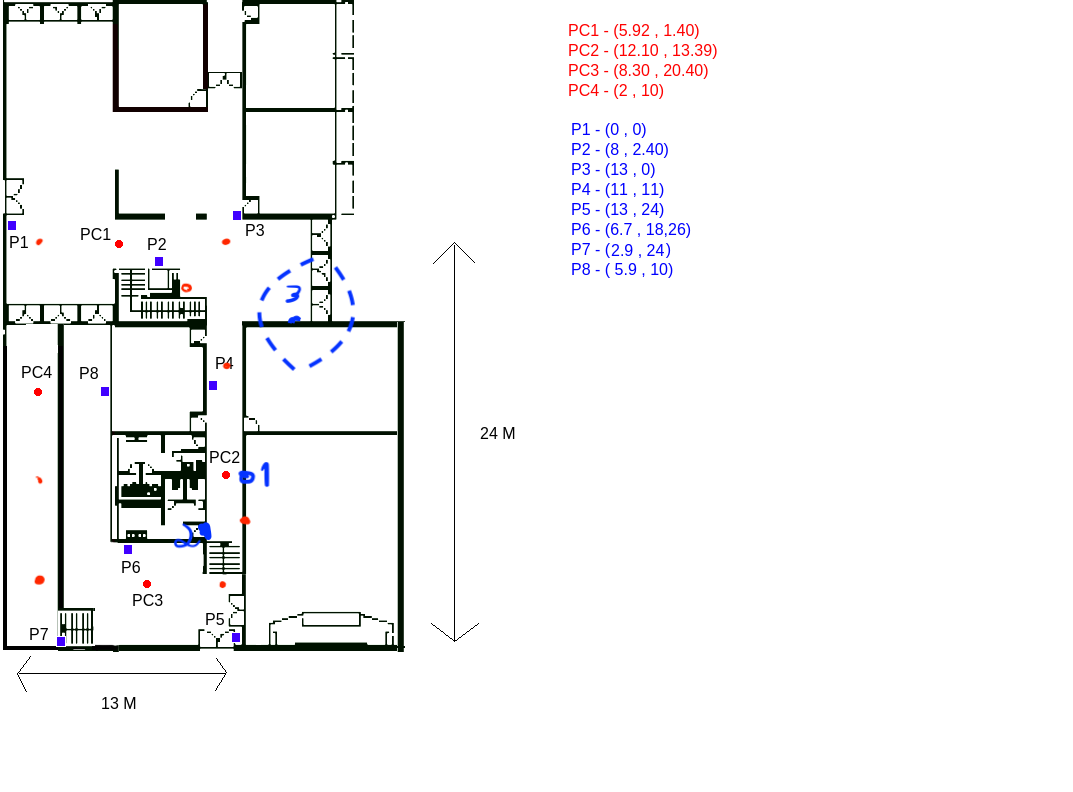 PC1 - (5.92 , 1.40)
PC2 - (12.10 , 13.39)
PC3 - (8.30 , 20.40)
PC4 - (2 , 10)
P1 - (0 , 0)
P2 - (8 , 2.40)
P3 - (13 , 0)
P4 - (11 , 11)
P5 - (13 , 24)
P6 - (6.7 , 18,26)
P7 - (2.9 , 24)
P8 - ( 5.9 , 10)
P1
PC1
P2
P3
3
PC4
P8
P4
24 M
PC2
1
2
P6
PC3
P5
P7
13 M